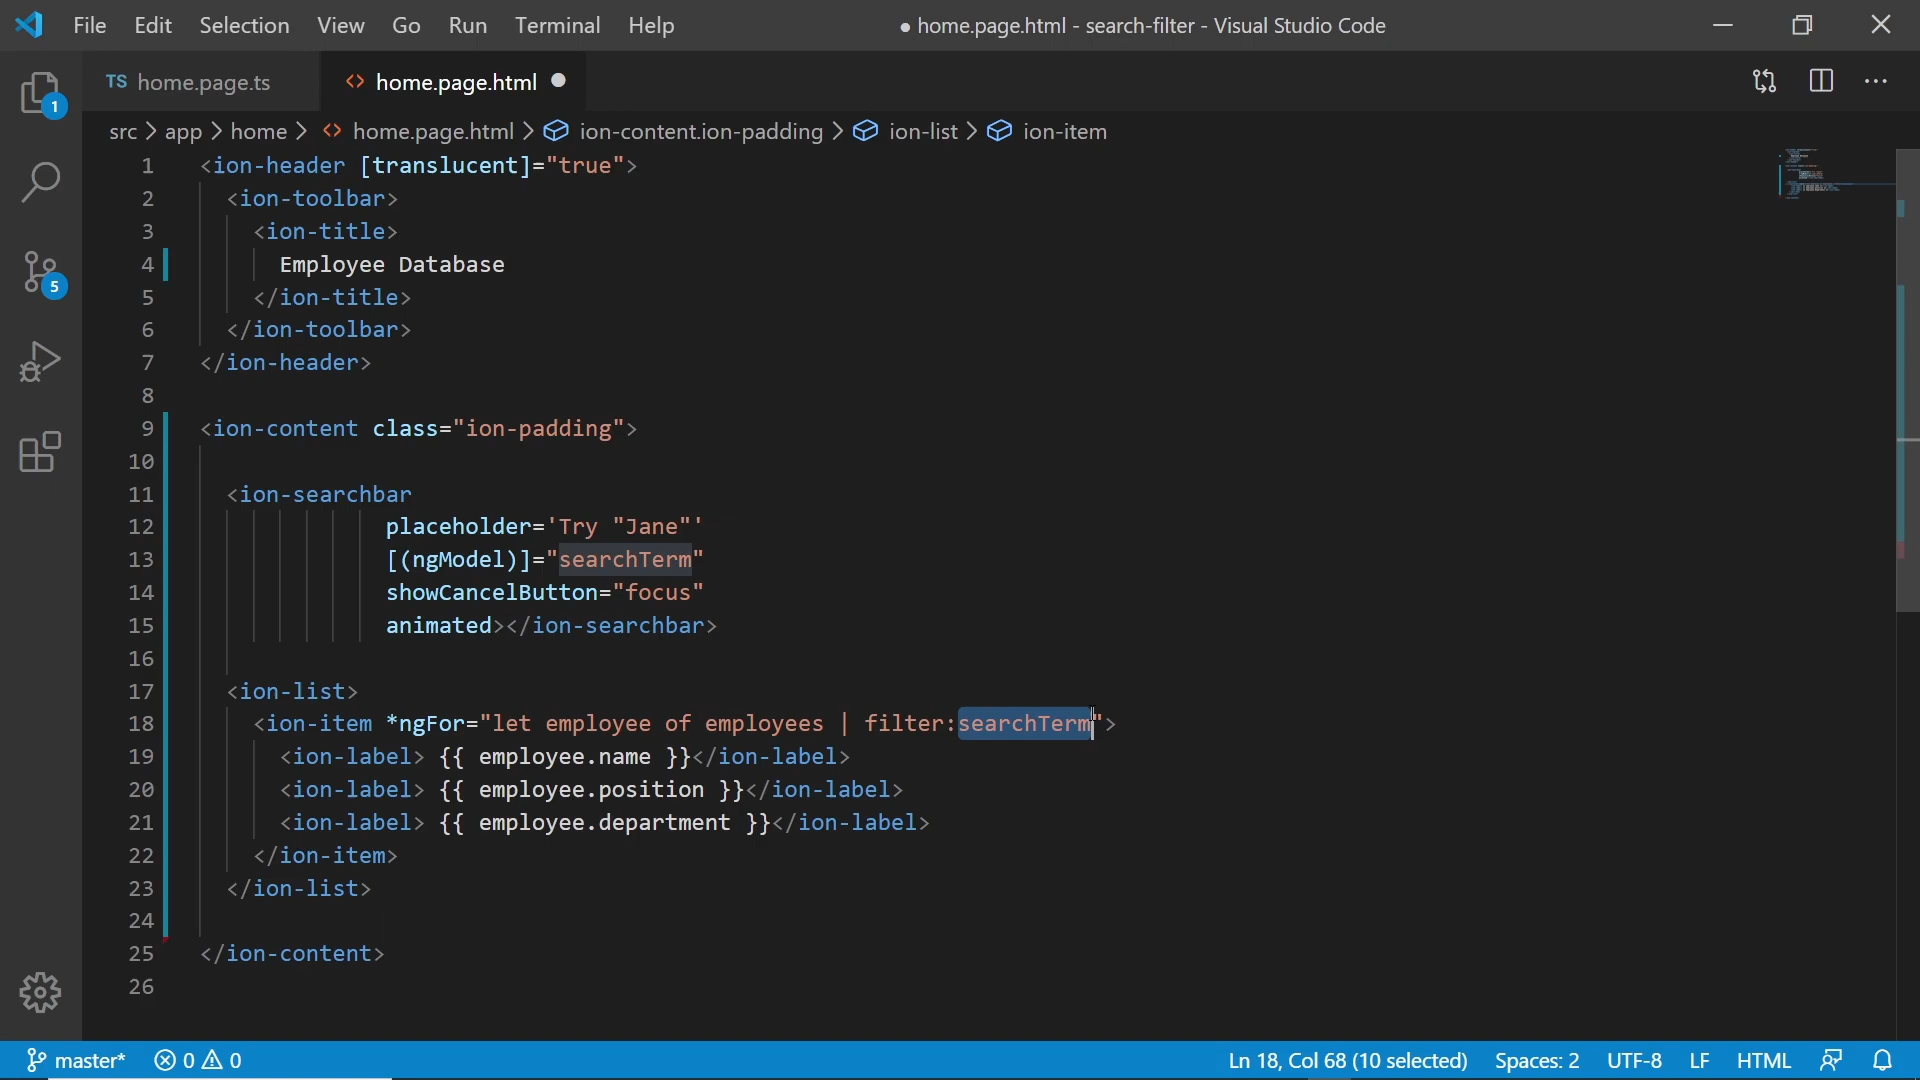 File Edit Selection View Go Run Terminal Help ● home.page.html - search-filter - Visual Studio Code
TS home.page.ts <> home.page.html ●
src > app > home > <> home.page.html > ion-content.ion-padding > ion-list > ion-item
1 <ion-header [translucent]="true">
2 <ion-toolbar>
3 <ion-title>
4 Employee Database
5 </ion-title>
6 </ion-toolbar>
7 </ion-header>
8
9 <ion-content class="ion-padding">
10
11 <ion-searchbar
12 placeholder='Try "Jane"'
13 [(ngModel)]="searchTerm"
14 showCancelButton="focus"
15 animated></ion-searchbar>
16
17 <ion-list>
18 <ion-item *ngFor="let employee of employees | filter:searchTerm">
19 <ion-label> {{ employee.name }}</ion-label>
20 <ion-label> {{ employee.position }}</ion-label>
21 <ion-label> {{ employee.department }}</ion-label>
22 </ion-item>
23 </ion-list>
24
25 </ion-content>
26
1
5
master* 0 0 Ln 18, Col 68 (10 selected) Spaces: 2 UTF-8 LF HTML